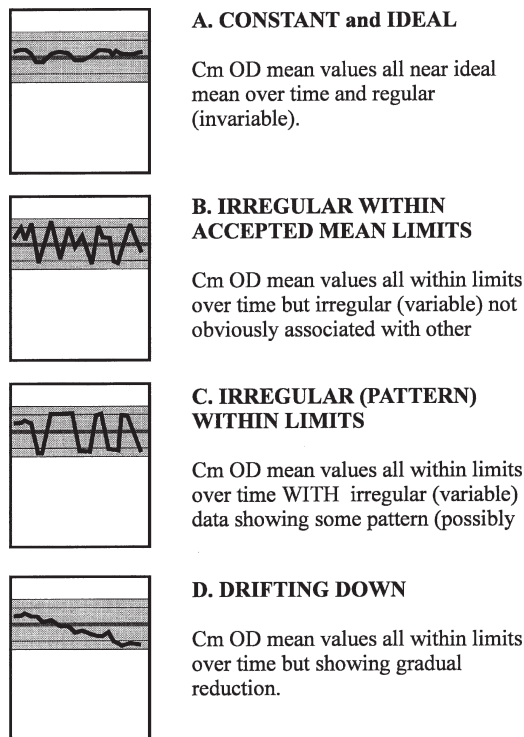 A. CONSTANT and IDEAL
Cm OD mean values all near ideal
mean over time and regular
(invariable).
B. IRREGULAR WITHIN
ACCEPTED MEAN LIMITS
Cm OD mean values all within limits
over time but irregular (variable) not
obviously associated with other
C. IRREGULAR (PATTERN)
WITHIN LIMITS
Cm OD mean values all within limits
over time WITH irregular (variable)
data showing some pattern (possibly
D. DRIFTING DOWN
Cm OD mean values all within limits
over time but showing gradual
reduction.